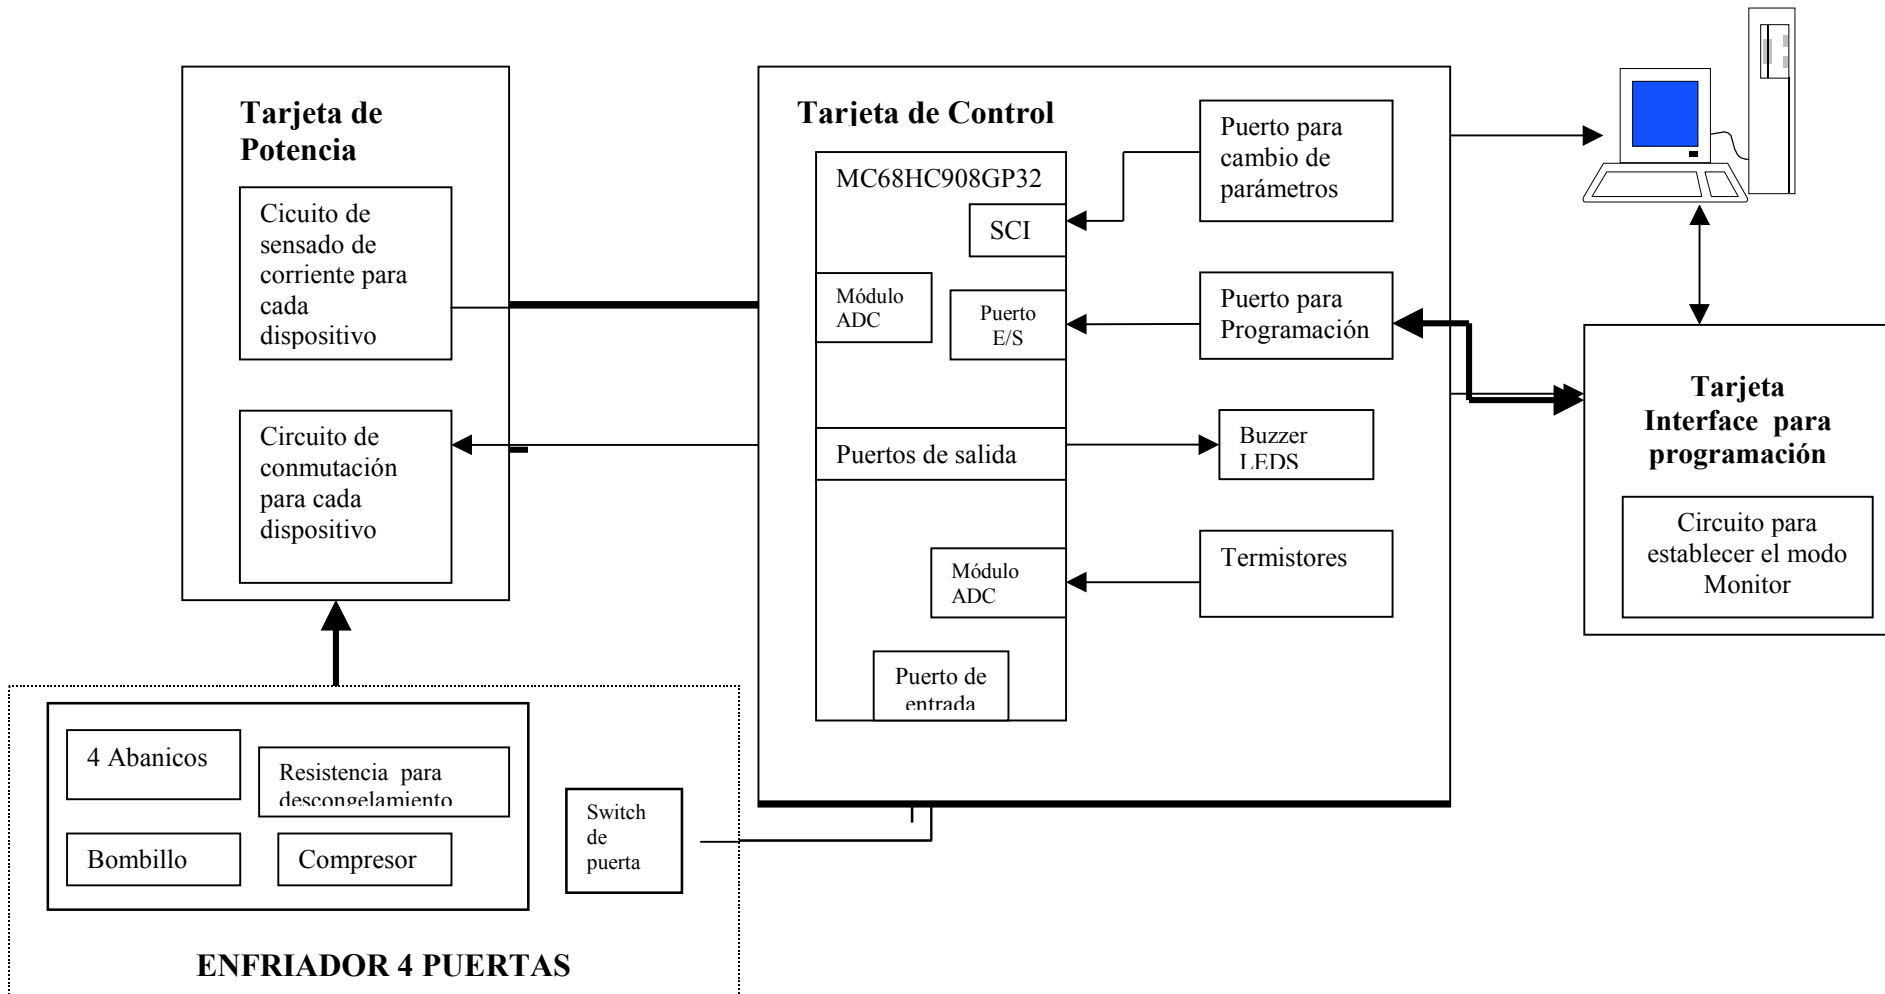 Tarjeta de
Potencia
Cicuito de
sensado de
corriente para
cada
dispositivo
Circuito de
conmutación
para cada
dispositivo
Tarjeta de Control
MC68HC908GP32
SCI
Módulo
ADC
Puerto
E/S
Puertos de salida
Módulo
ADC
Puerto de
entrada
Puerto para
cambio de
parámetros
Puerto para
Programación
Buzzer
LEDS
Termistores
Tarjeta
Interface para
programación
Circuito para
establecer el modo
Monitor
4 Abanicos
Resistencia para
descongelamiento
Bombillo
Compresor
Switch
de
puerta
ENFRIADOR 4 PUERTAS